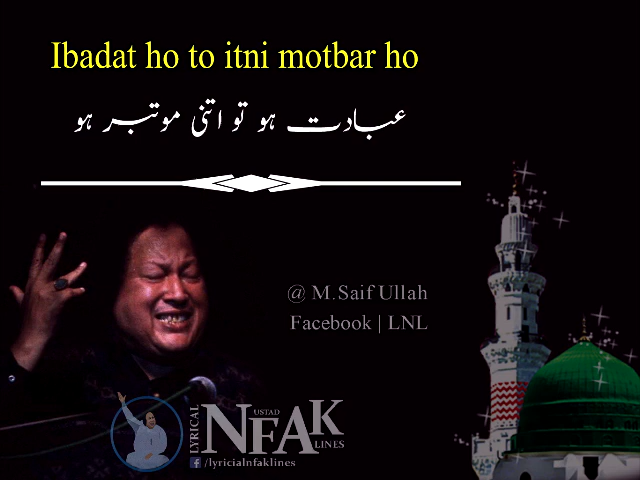 Ibadat ho to itni motbar ho
عبادت ہو تو اتنی موتبر ہو
@ M.Saif Ullah
Facebook | LNL
LYRICAL
USTAD
NFAK
LINES
/lyricialnfaklines